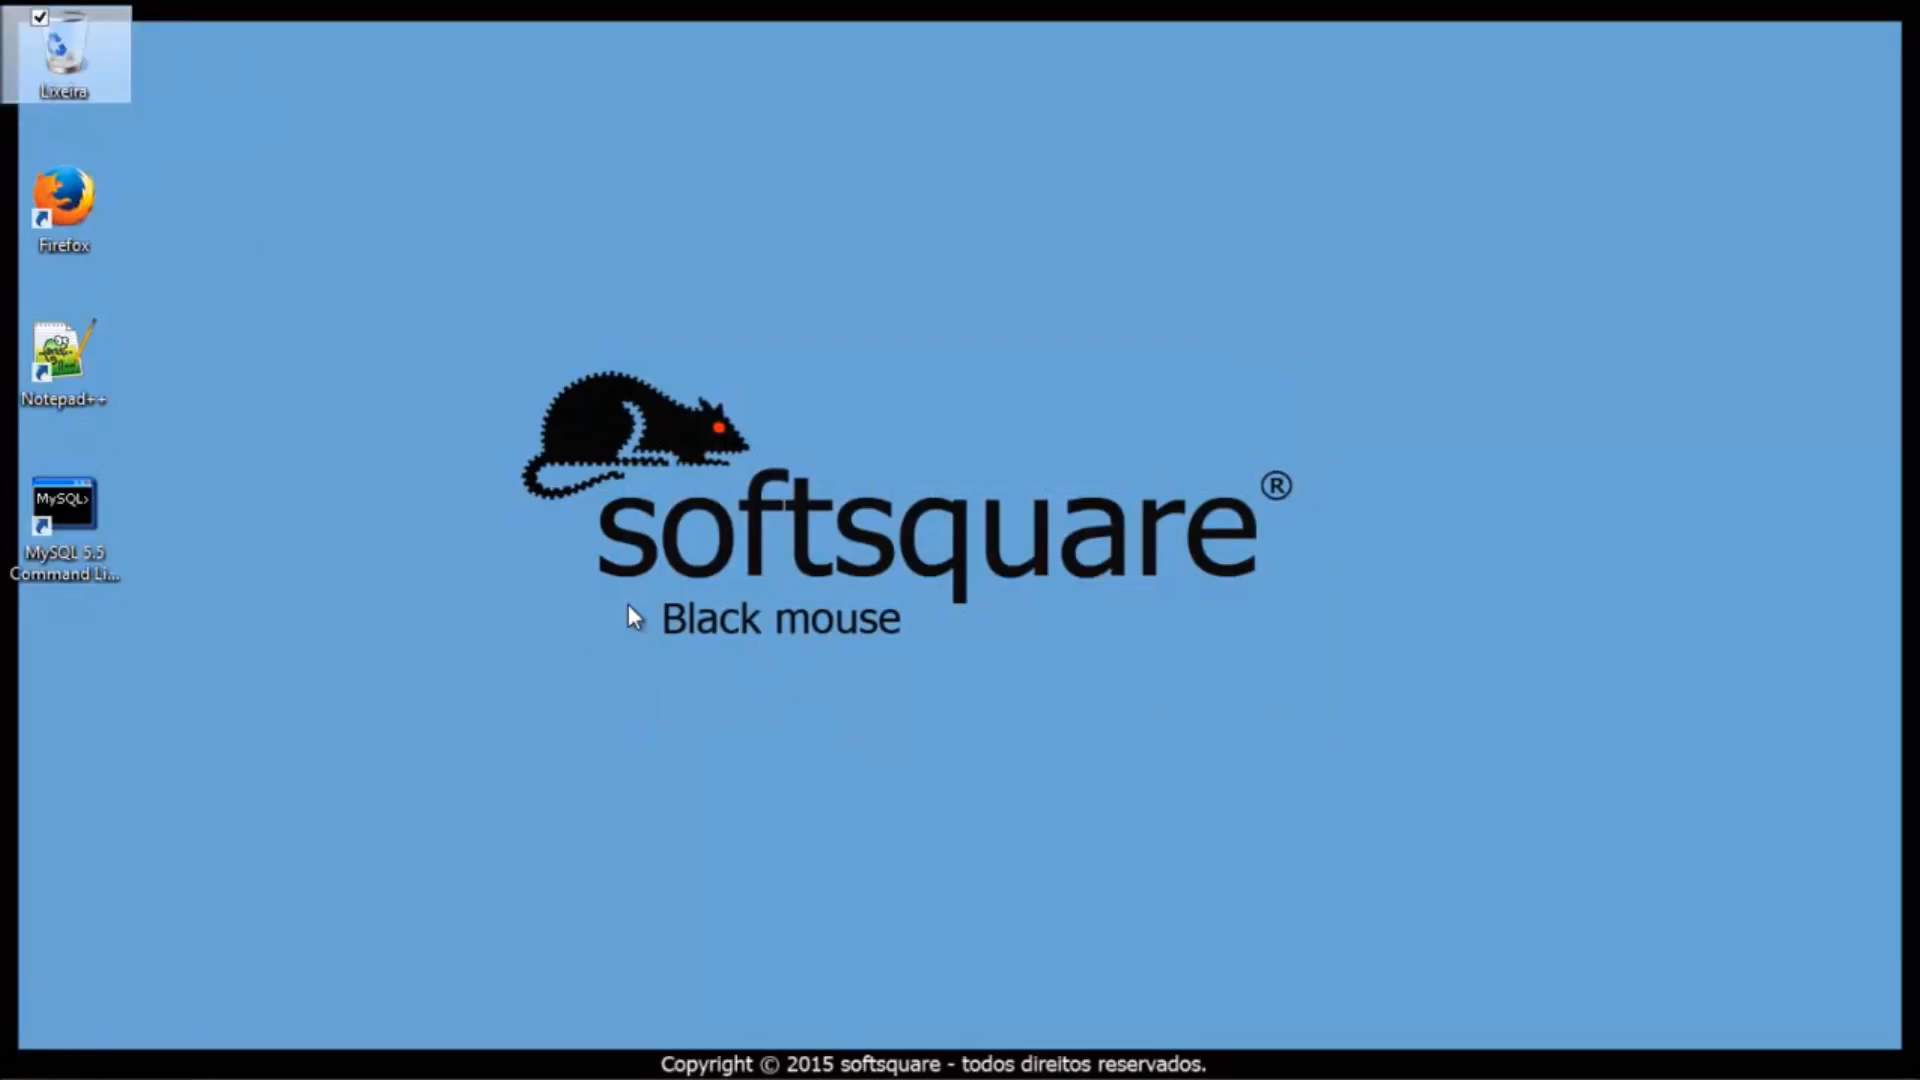 Lixeira
Firefox
Notepad++
MySQL>
MySQL 5.5
Command Li...
softsquare®
Black mouse
Copyright © 2015 softsquare - todos direitos reservados.